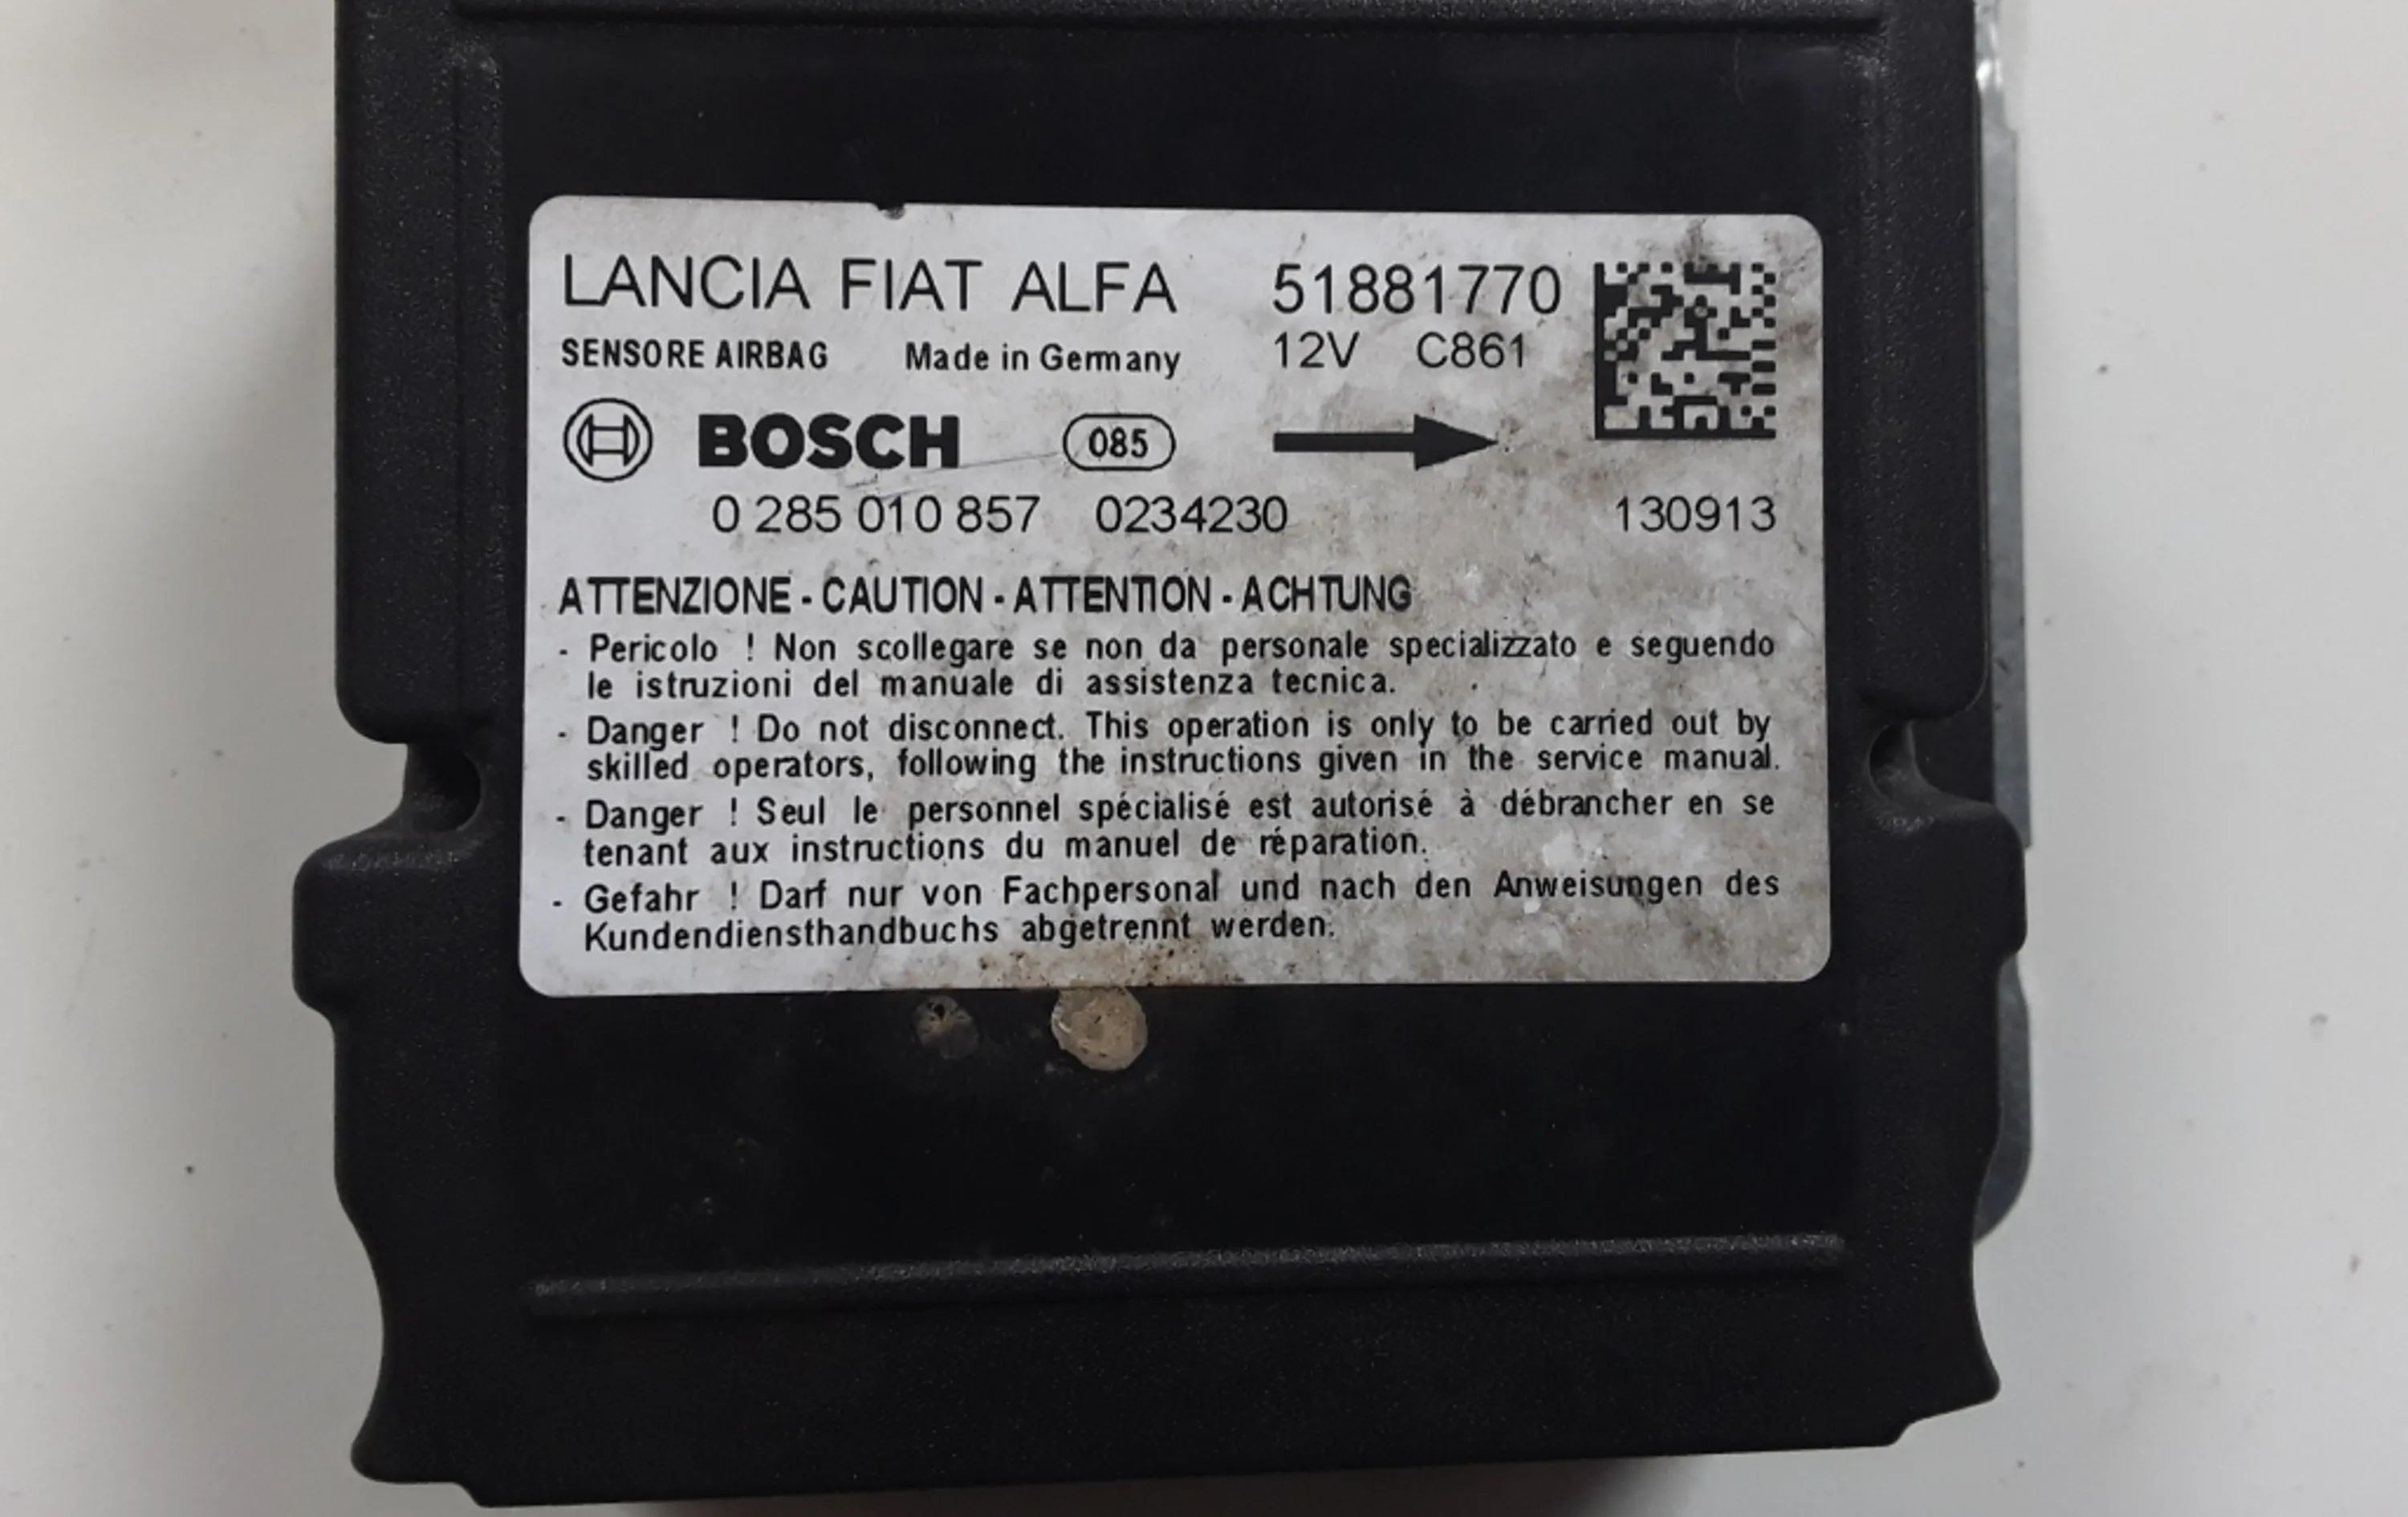 LANCIA FIAT ALFA 51881770
SENSORE AIRBAG Made in Germany 12V C861
BOSCH 085
0 285 010 857 0234230 130913
ATTENZIONE - CAUTION - ATTENTION - ACHTUNG
- Pericolo ! Non scollegare se non da personale specializzato e seguendo
le istruzioni del manuale di assistenza tecnica.
- Danger ! Do not disconnect. This operation is only to be carried out by
skilled operators, following the instructions given in the service manual.
- Danger ! Seul le personnel spécialisé est autorisé à débrancher en se
tenant aux instructions du manuel de réparation.
- Gefahr ! Darf nur von Fachpersonal und nach den Anweisungen des
Kundendiensthandbuchs abgetrennt werden.